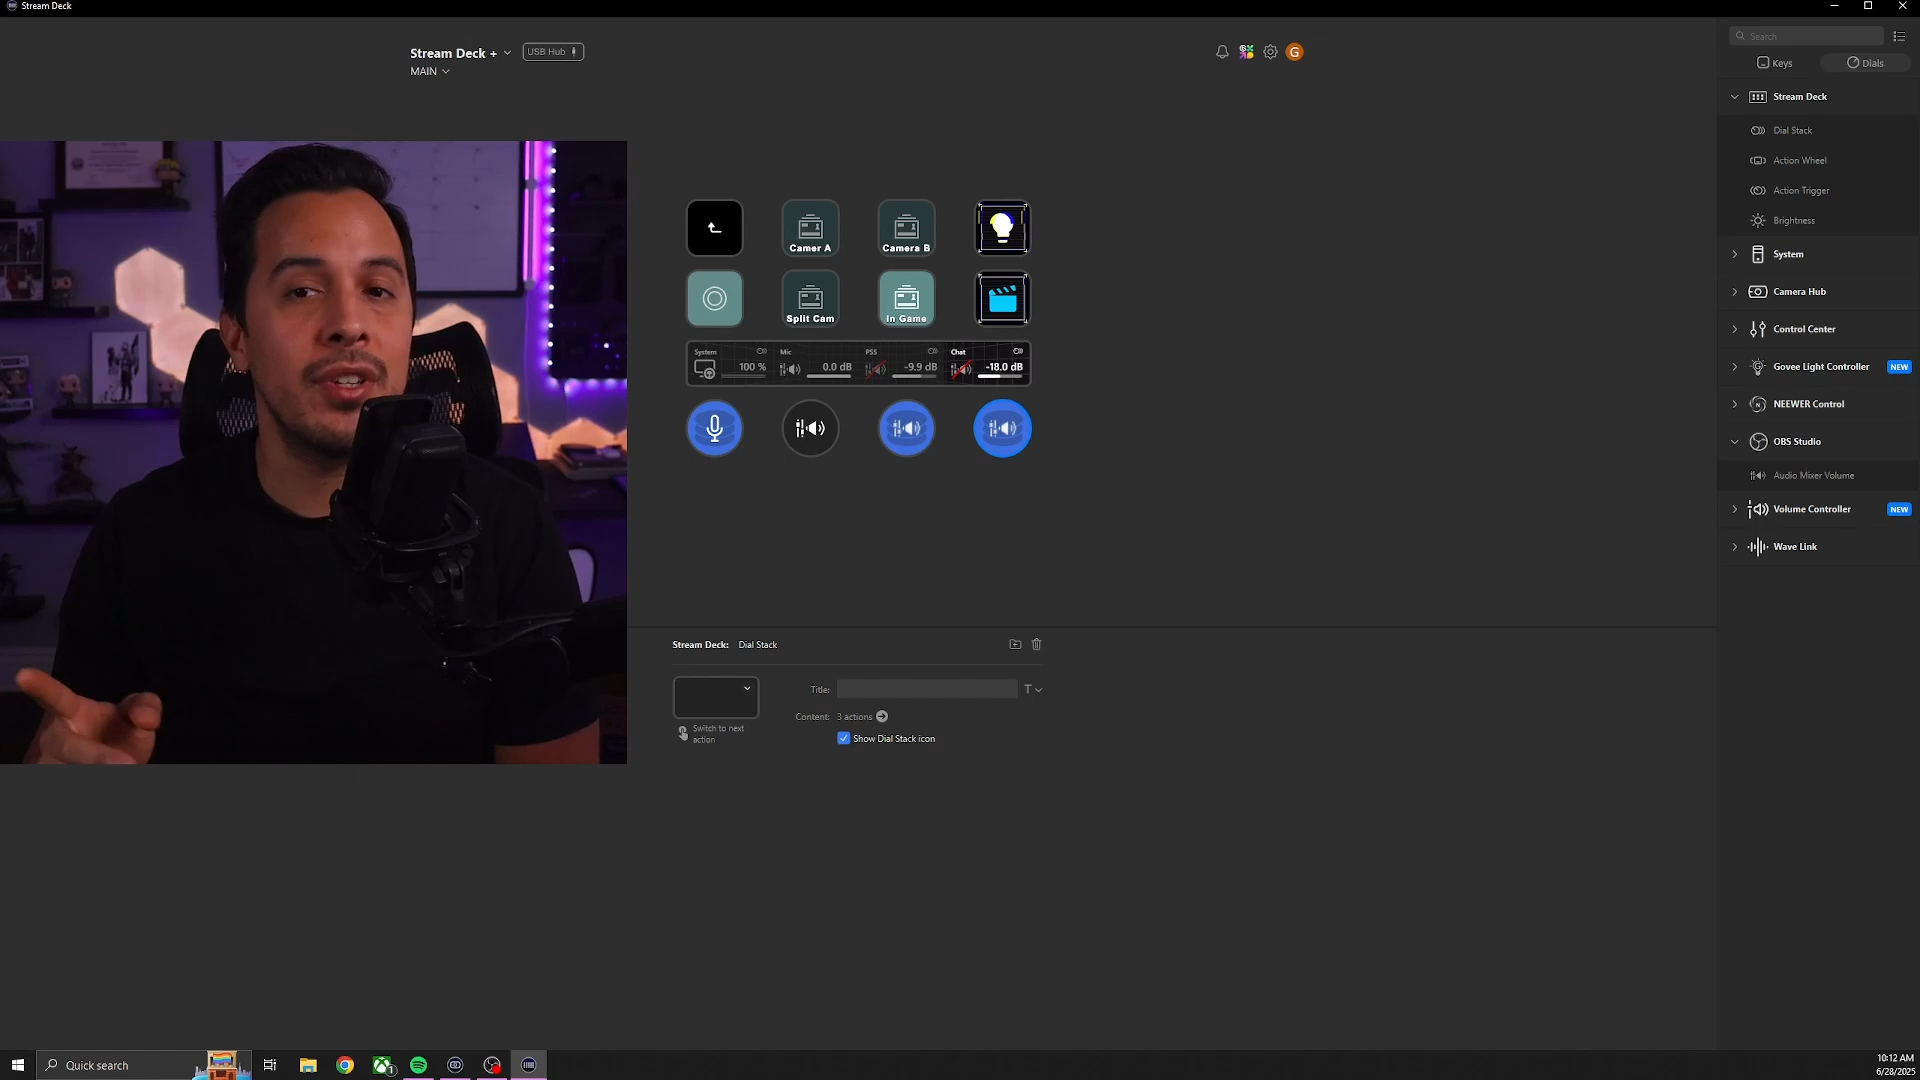 Stream Deck
Stream Deck +
USB Hub
MAIN
G
Search
Keys
Dials
Stream Deck
Dial Stack
Action Wheel
Action Trigger
Brightness
System
Camera Hub
Control Center
Govee Light Controller
NEW
NEEWER Control
OBS Studio
Audio Mixer Volume
Volume Controller
NEW
Wave Link
Camer A
Camera B
Split Cam
In Game
System
Mic
PS5
Chat
100 %
0.0 dB
-9.9 dB
-18.0 dB
Stream Deck: Dial Stack
Title:
T
Switch to next
action
Content: 3 actions
Show Dial Stack icon
Quick search
1
10:12 AM
6/28/2025